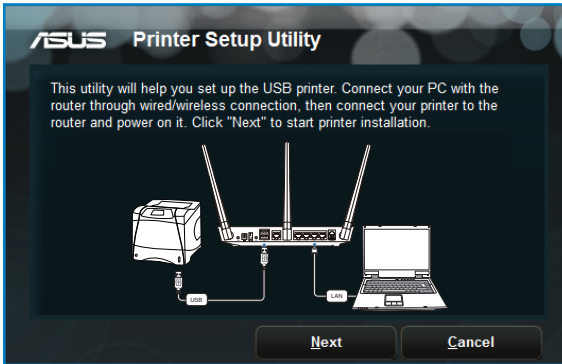 ASUS Printer Setup Utility
This utility will help you set up the USB printer. Connect your PC with the
router through wired/wireless connection, then connect your printer to the
router and power on it. Click "Next" to start printer installation.
USB
LAN
Next
Cancel